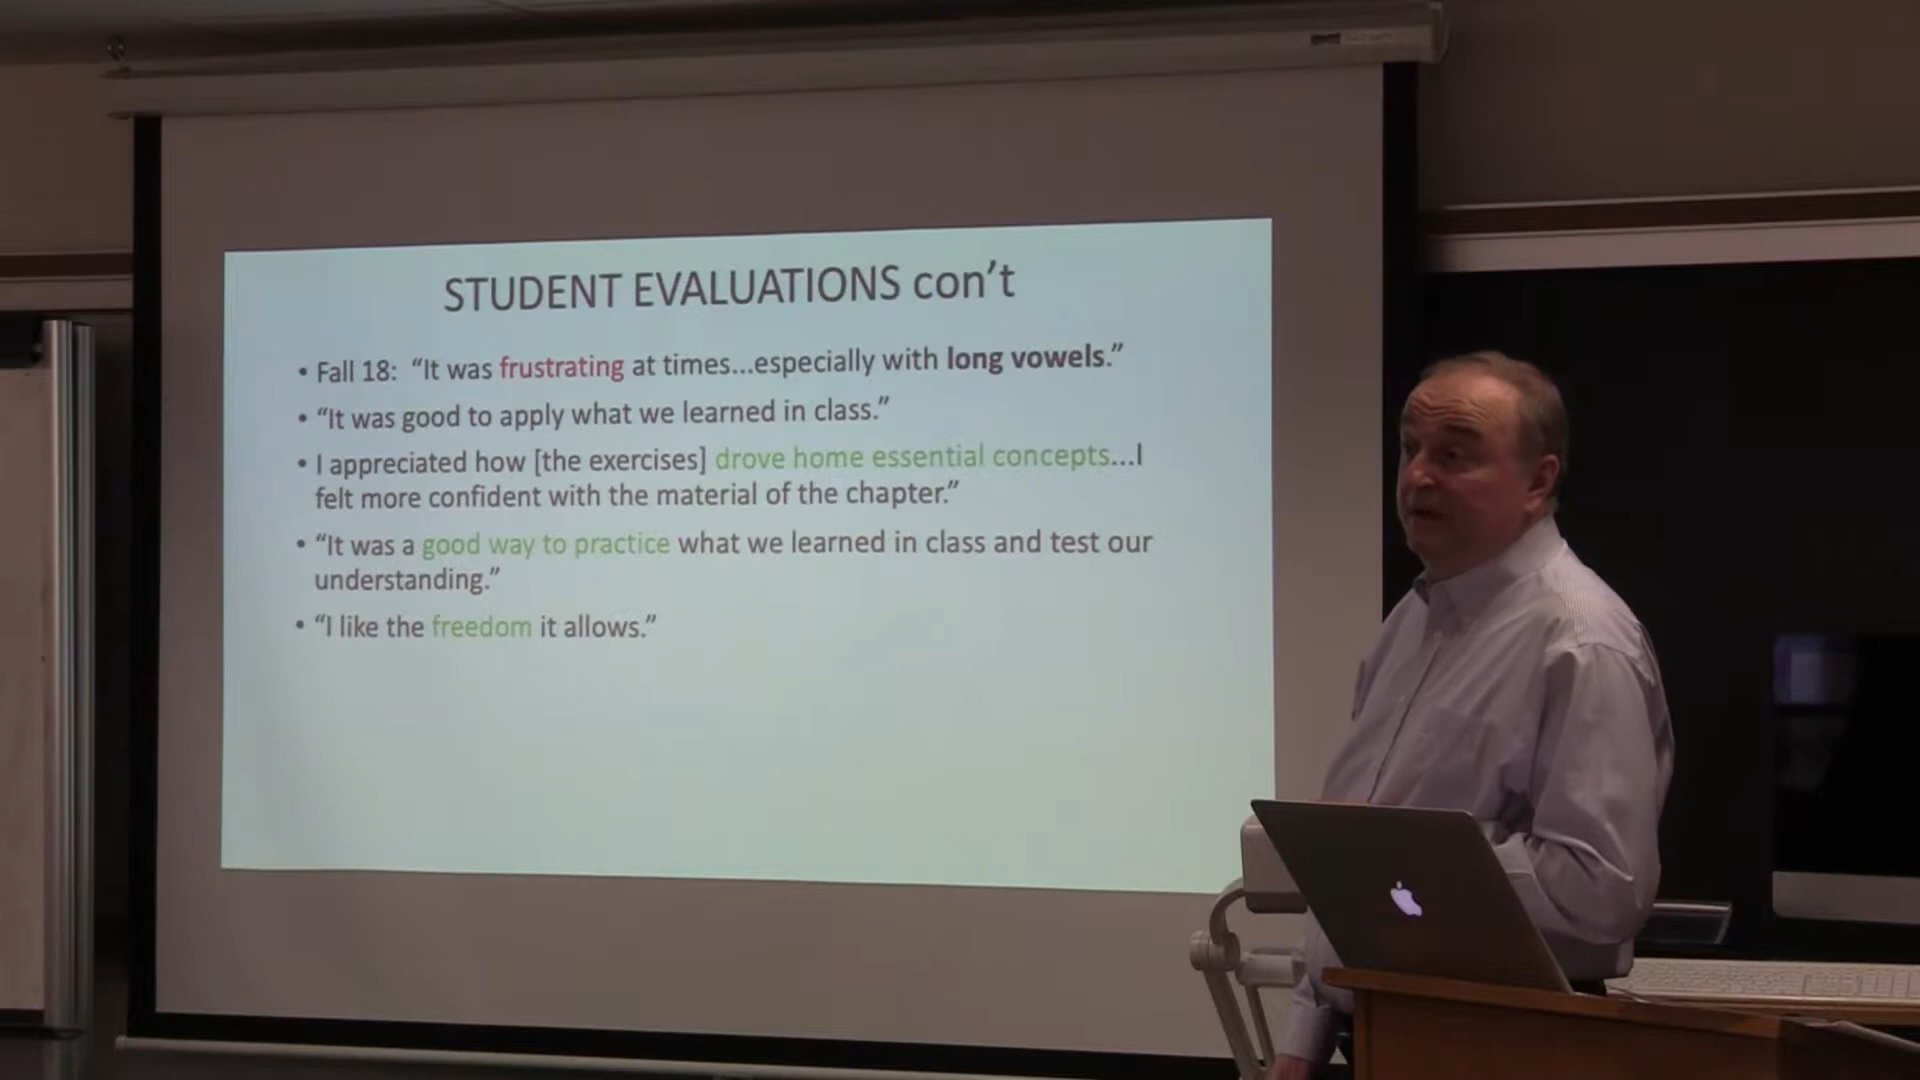 STUDENT EVALUATIONS con’t
• Fall 18: “It was frustrating at times...especially with long vowels.”
• “It was good to apply what we learned in class.”
• I appreciated how [the exercises] drove home essential concepts...I
felt more confident with the material of the chapter.”
• “It was a good way to practice what we learned in class and test our
understanding.”
• “I like the freedom it allows.”